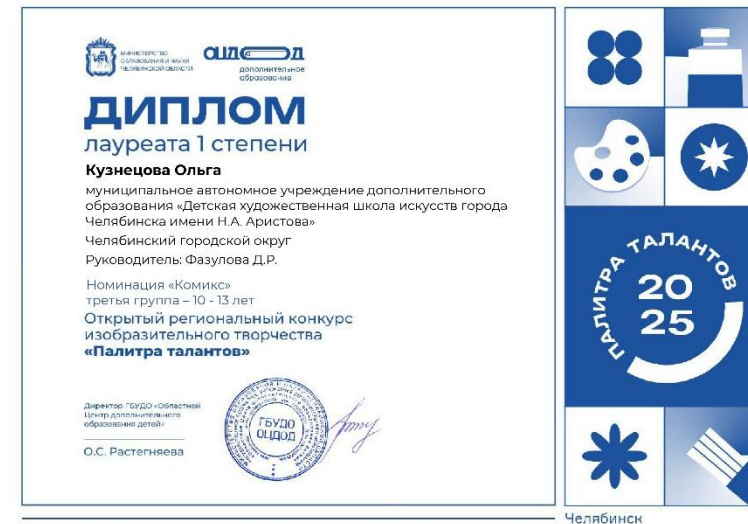 МИНИСТЕРСТВО
ОБРАЗОВАНИЯ И НАУКИ
ЧЕЛЯБИНСКОЙ ОБЛАСТИ
дополнительное
образование
ДИПЛОМ
лауреата 1 степени
Кузнецова Ольга
муниципальное автономное учреждение дополнительного
образования «Детская художественная школа искусств города
Челябинска имени Н.А. Аристова»
Челябинский городской округ
Руководитель: Фазулова Д.Р.
Номинация «Комикс»
третья группа – 10 - 13 лет
Открытый региональный конкурс
изобразительного творчества
«Палитра талантов»
Директор ГБУДО «Областной
Центр дополнительного
образования детей»
О.С. Растегняева
ГБУДО
ОЦДОД
ПАЛИТРА ТАЛАНТОВ
20
25
Челябинск